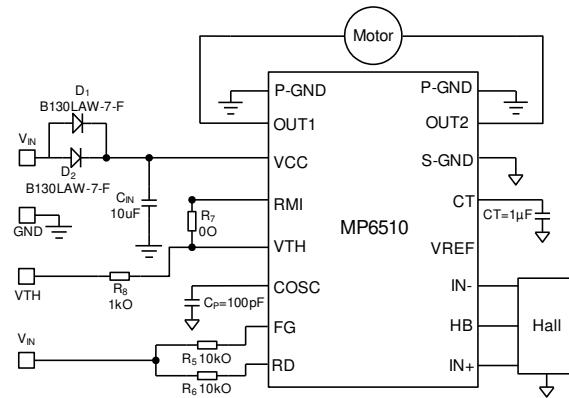 Motor
D1
B130LAW-7-F
VIN
D2
B130LAW-7-F
CIN
10uF
GND
VTH
R8
1kO
R7
0O
CP=100pF
VIN
R5 10kO
R6 10kO
P-GND
OUT1
VCC
RMI
VTH
COSC
FG
RD
MP6510
P-GND
OUT2
S-GND
CT
VREF
IN-
HB
IN+
CT=1µF
Hall